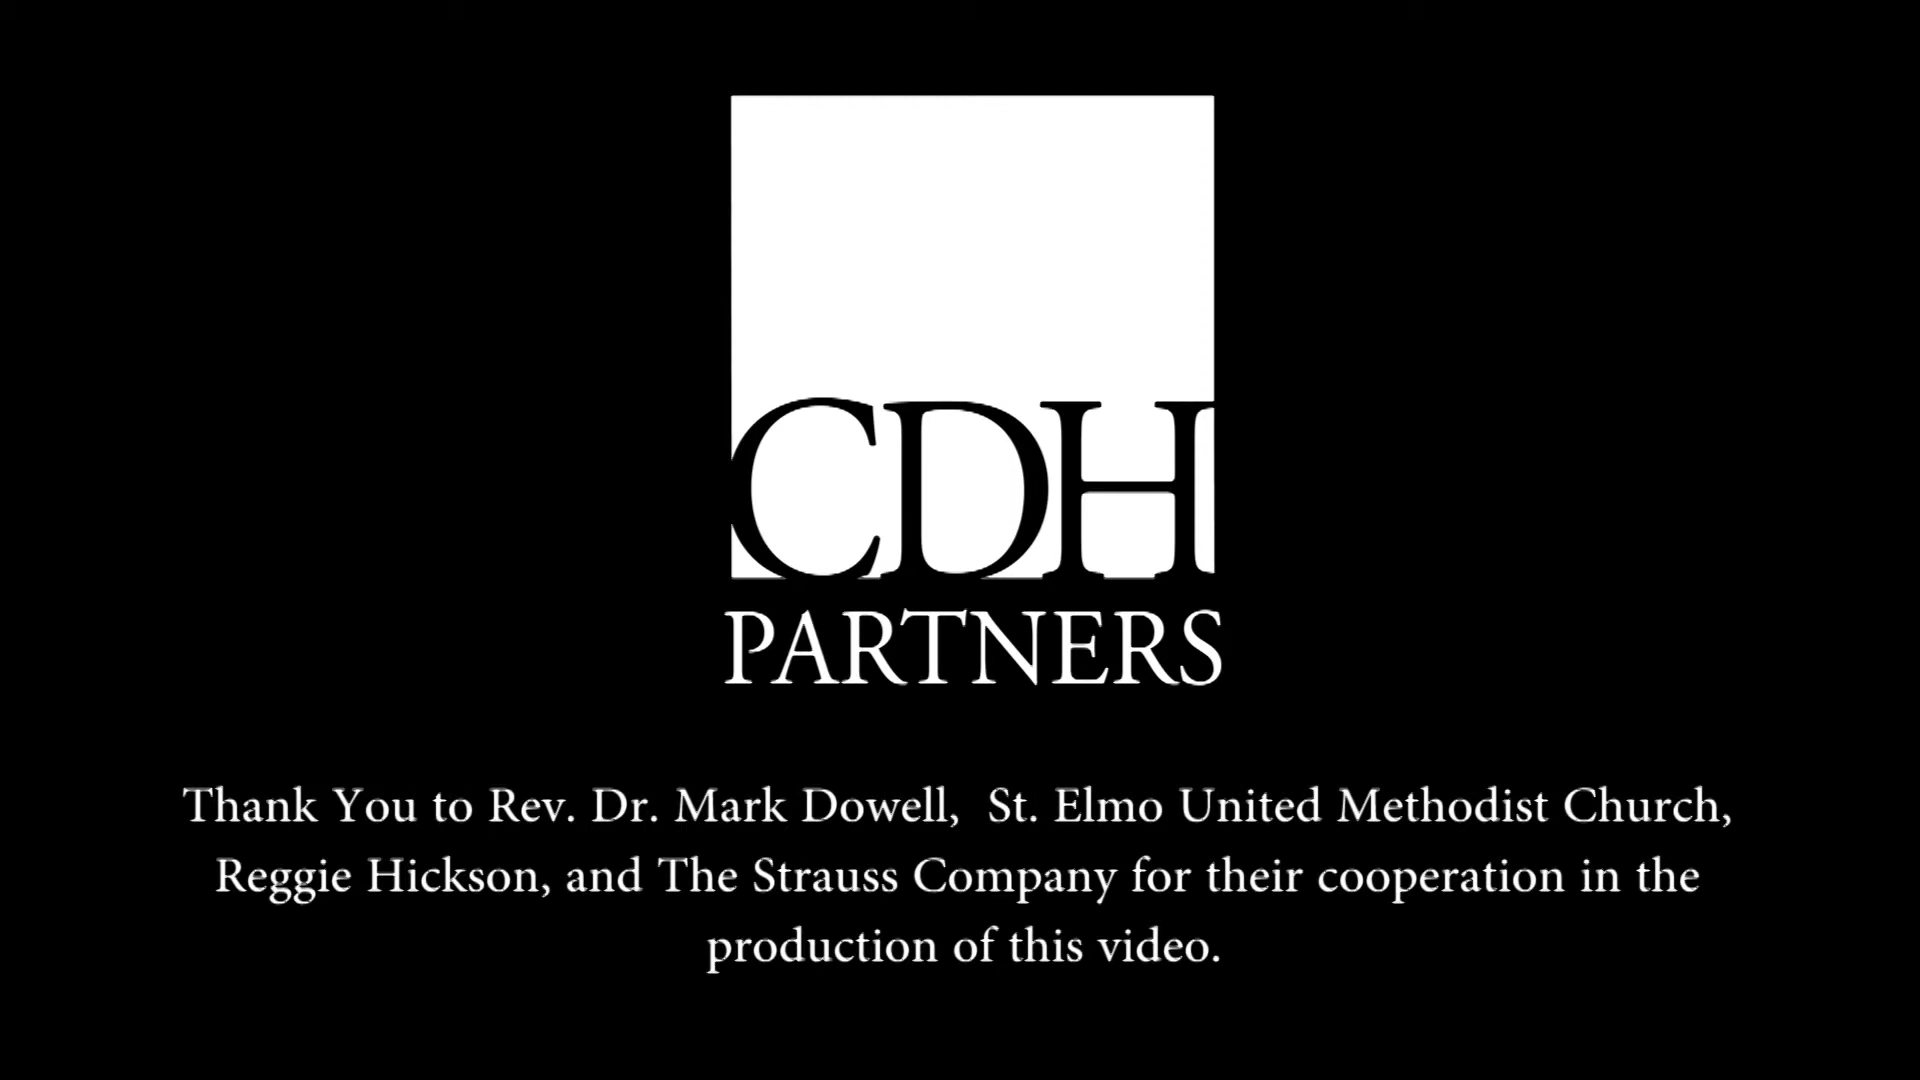 CDH
PARTNERS
Thank You to Rev. Dr. Mark Dowell,  St. Elmo United Methodist Church,
Reggie Hickson, and The Strauss Company for their cooperation in the
production of this video.